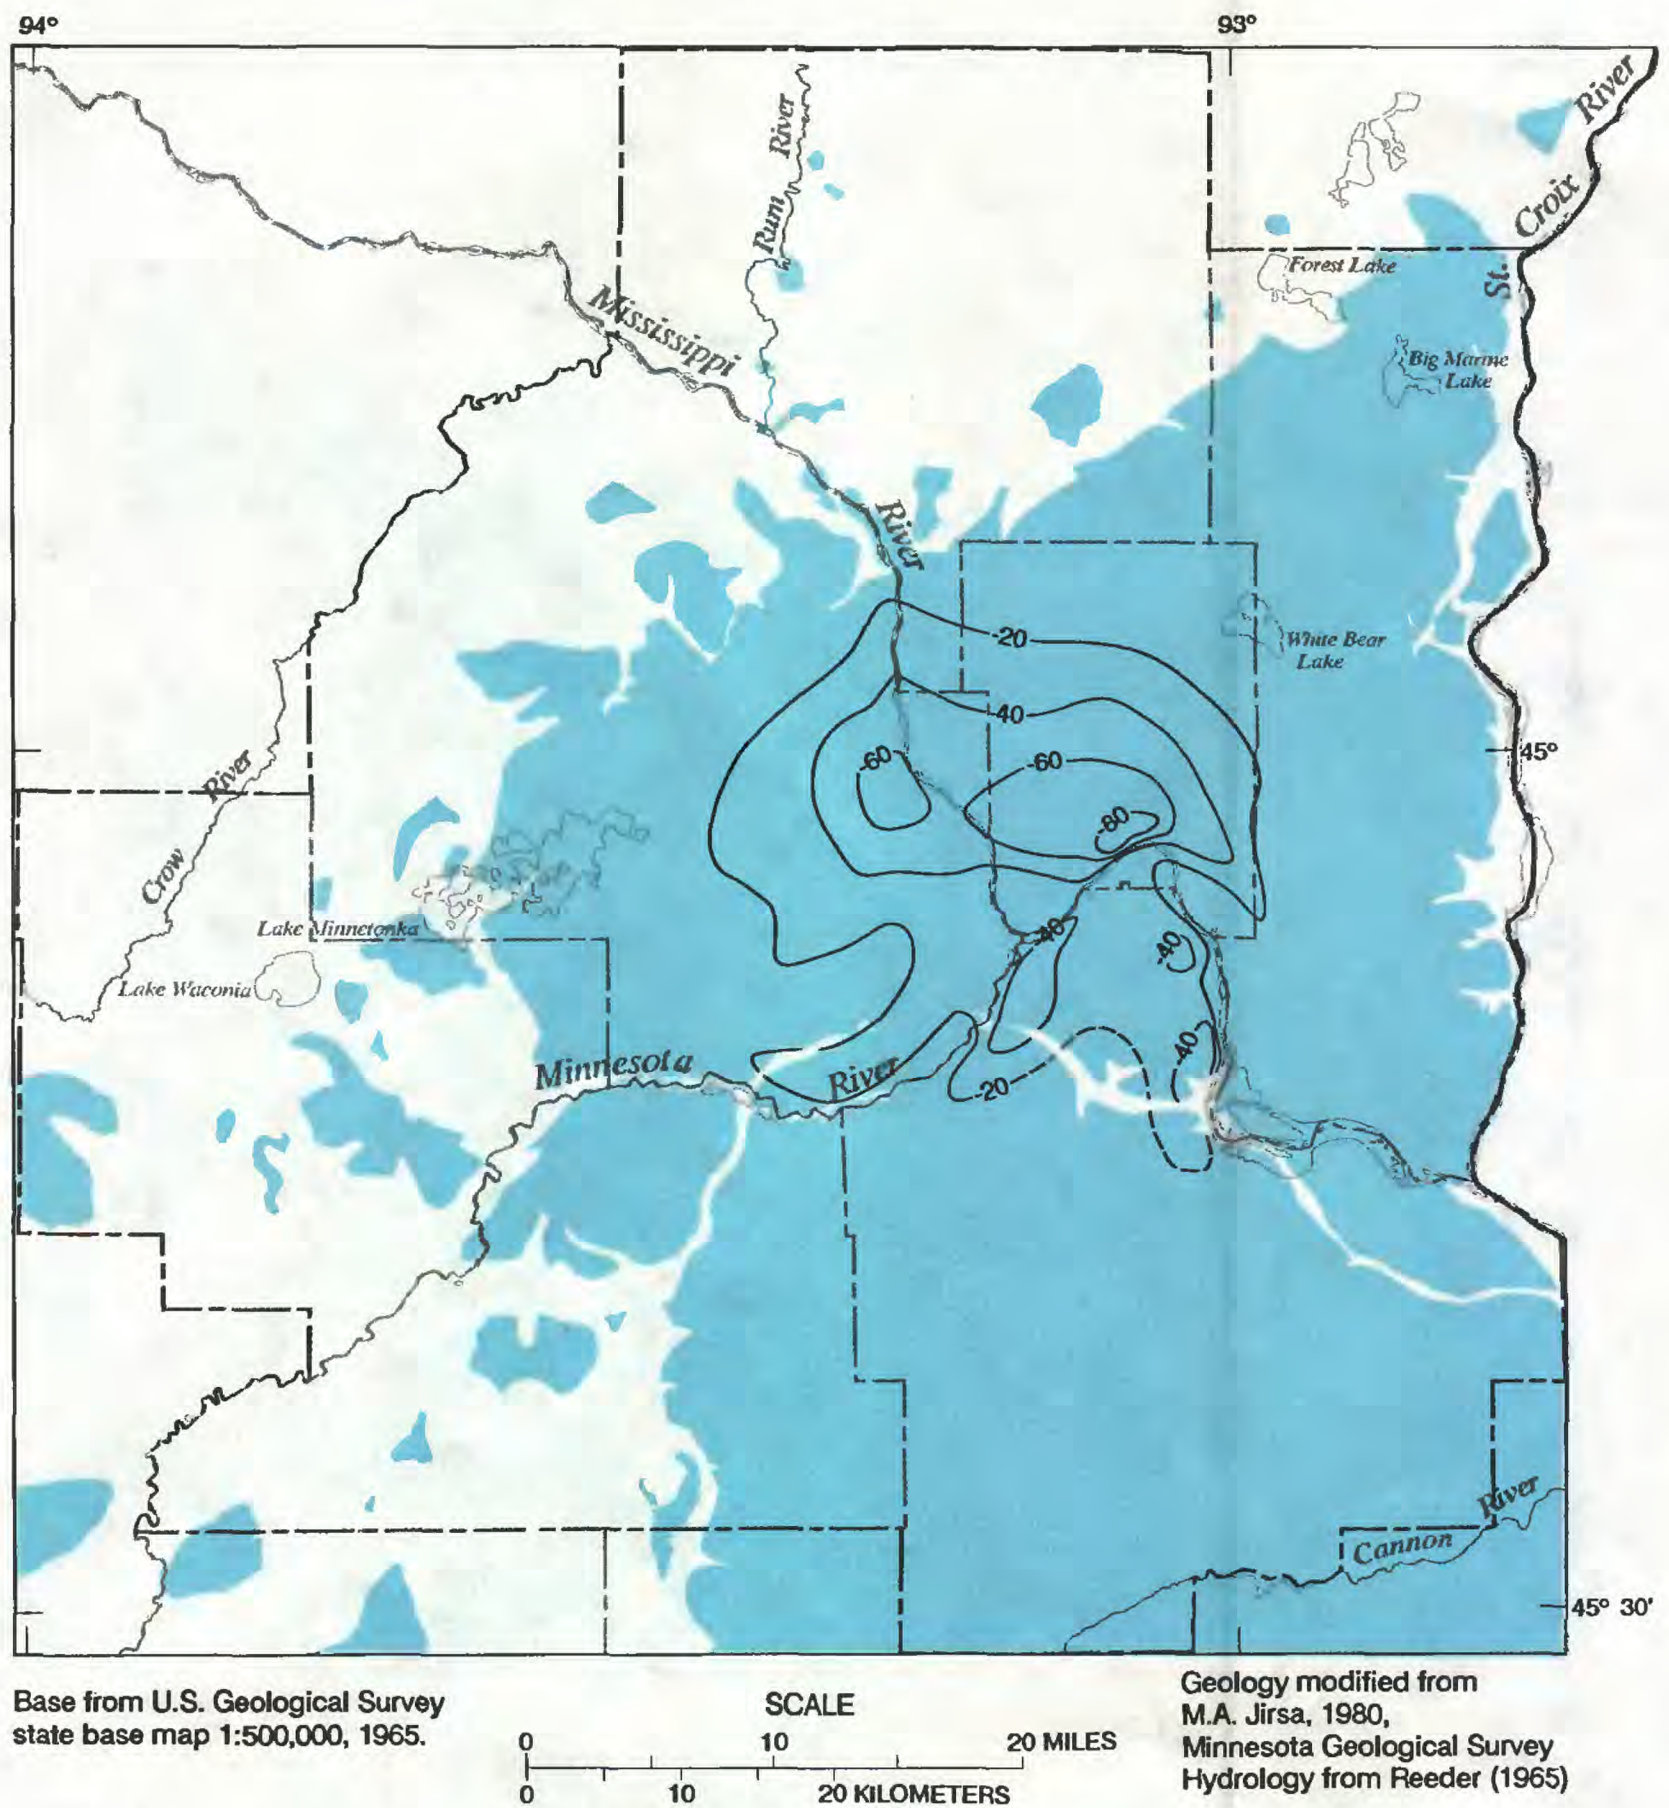 94°
93°
River
Rum
River
Croix
St.
Forest Lake
Mississippi
Big Marine
Lake
River
-20
White Bear
Lake
-40
45°
-60
-60
-80
River
Crow
Lake Minnetonka
-40
-40
Lake Waconia
-40
Minnesota
River
-20
River
Cannon
45° 30'
Base from U.S. Geological Survey
state base map 1:500,000, 1965.
SCALE
0 10 20 MILES
0 10 20 KILOMETERS
Geology modified from
M.A. Jirsa, 1980,
Minnesota Geological Survey
Hydrology from Reeder (1965)